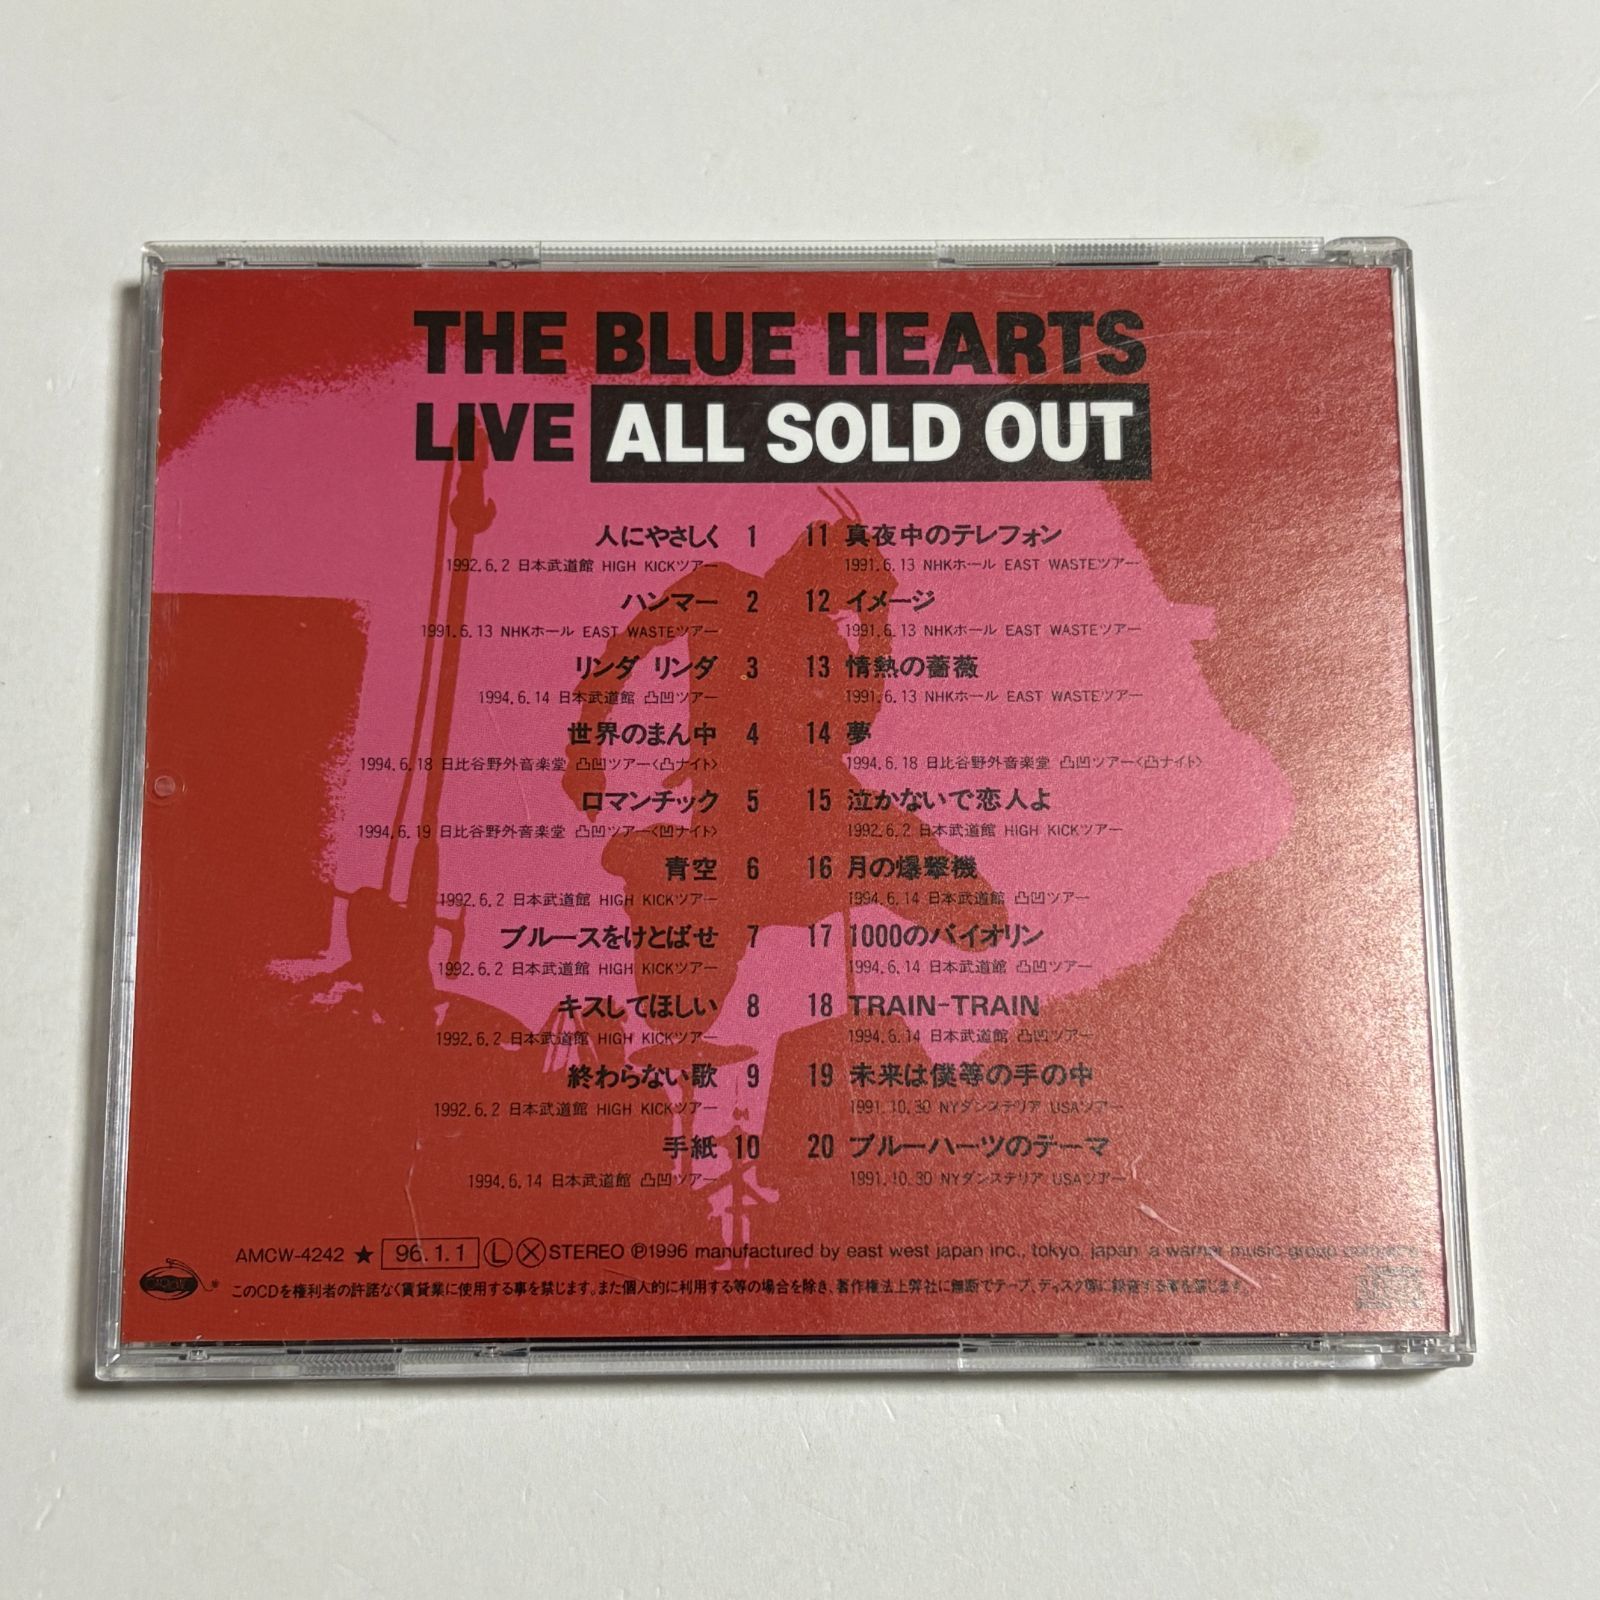 THE BLUE HEARTS
LIVE ALL SOLD OUT
人にやさしく 1
1992.6.2 日本武道館 HIGH KICKツアー
ハンマー 2
1991.6.13 NHKホール EAST WASTEツアー
リンダ リンダ 3
1994.6.14 日本武道館 凸凹ツアー
世界のまん中 4
1994.6.18 日比谷野外音楽堂 凸凹ツアー〈凸ナイト〉
ロマンチック 5
1994.6.19 日比谷野外音楽堂 凸凹ツアー〈凹ナイト〉
青空 6
1992.6.2 日本武道館 HIGH KICKツアー
ブルースをけとばせ 7
1992.6.2 日本武道館 HIGH KICKツアー
キスしてほしい 8
1992.6.2 日本武道館 HIGH KICKツアー
終わらない歌 9
1992.6.2 日本武道館 HIGH KICKツアー
手紙 10
1994.6.14 日本武道館 凸凹ツアー
11 真夜中のテレフォン
1991.6.13 NHKホール EAST WASTEツアー
12 イメージ
1991.6.13 NHKホール EAST WASTEツアー
13 情熱の薔薇
1991.6.13 NHKホール EAST WASTEツアー
14 夢
1994.6.18 日比谷野外音楽堂 凸凹ツアー〈凸ナイト〉
15 泣かないで恋人よ
1992.6.2 日本武道館 HIGH KICKツアー
16 月の爆撃機
1994.6.14 日本武道館 凸凹ツアー
17 1000のバイオリン
1994.6.14 日本武道館 凸凹ツアー
18 TRAIN-TRAIN
1994.6.14 日本武道館 凸凹ツアー
19 未来は僕等の手の中
1991.10.30 NYダンステリア USAツアー
20 ブルーハーツのテーマ
1991.10.30 NYダンステリア USAツアー
AMCW-4242 ★ 96.1.1 Ⓛ Ⓧ STEREO ℗1996 manufactured by east west japan inc., tokyo, japan, a warner music group company
このCDを権利者の許諾なく賃貸業に使用する事を禁じます。また個人的に利用する等の場合を除き、著作権法上弊社に無断でテープ、ディスク等に録音する事を禁じます。